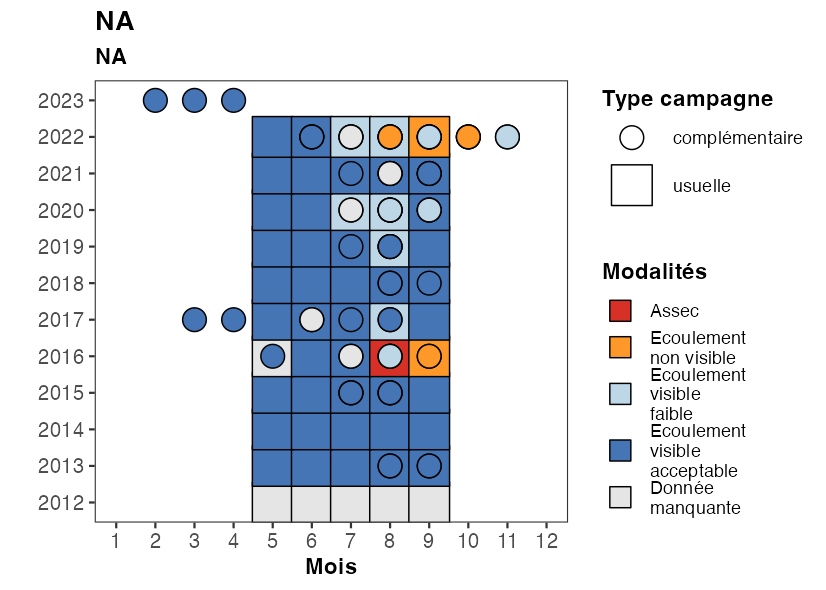 NA
NA
2023
2022
2021
2020
2019
2018
2017
2016
2015
2014
2013
2012
1 2 3 4 5 6 7 8 9 10 11 12
Mois
Type campagne
complémentaire
usuelle
Modalités
Assec
Ecoulement
non visible
Ecoulement
visible
faible
Ecoulement
visible
acceptable
Donnée
manquante